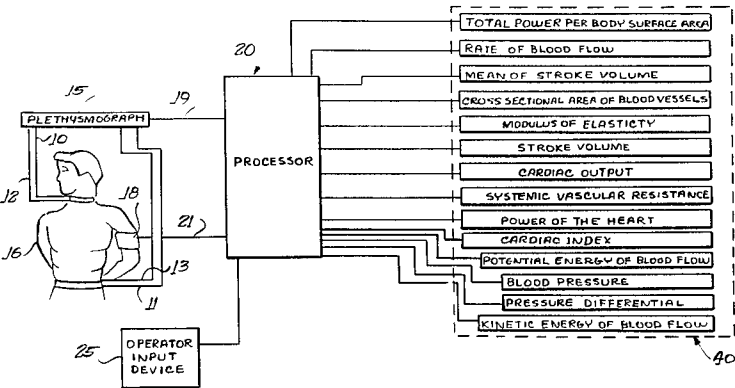 20
TOTAL POWER PER BODY SURFACE AREA
RATE OF BLOOD FLOW
MEAN OF STROKE VOLUME
CROSS SECTIONAL AREA OF BLOOD VESSELS
MODULUS OF ELASTICTY
STROKE VOLUME
CARDIAC OUTPUT
SYSTEMIC VASCULAR RESISTANCE
POWER OF THE HEART
CARDIAC INDEX
POTENTIAL ENERGY OF BLOOD FLOW
BLOOD PRESSURE
PRESSURE DIFFERENTIAL
KINETIC ENERGY OF BLOOD FLOW
40
15
19
PLETHYSMOGRAPH
10
12
18
16
21
13
11
PROCESSOR
25
OPERATOR
INPUT
DEVICE